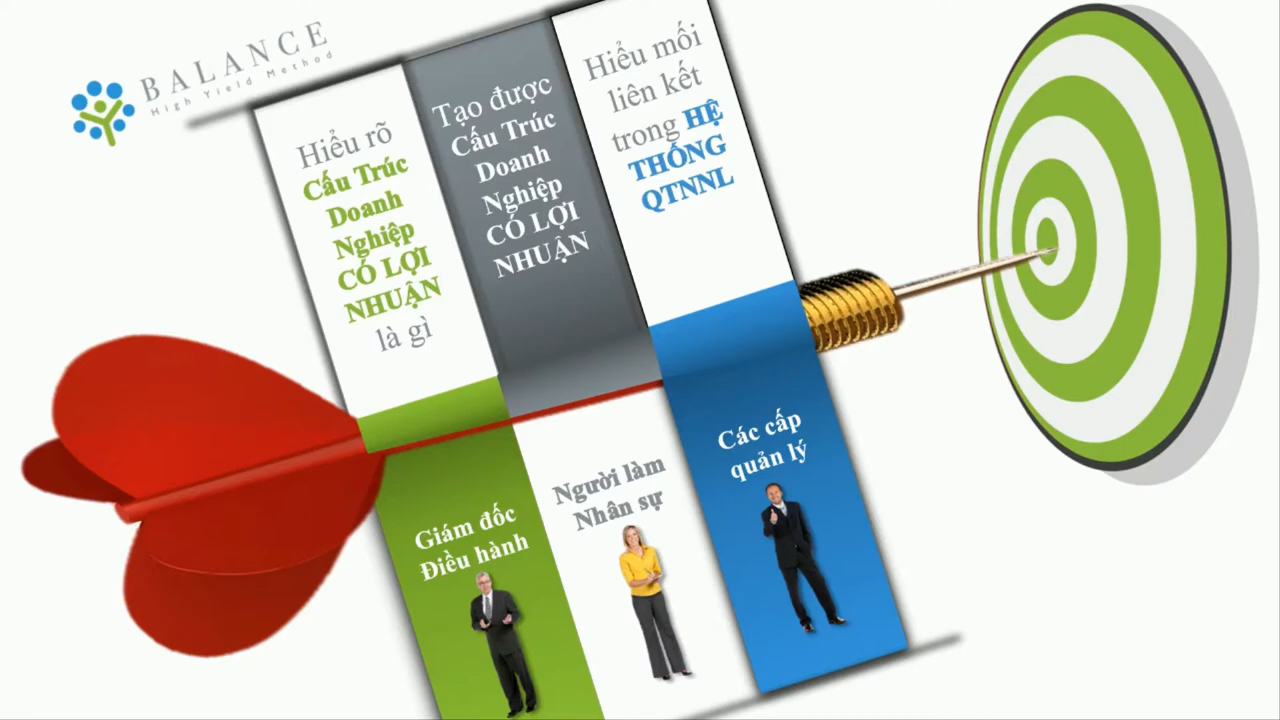 BALANCE
High Yield Method
Hiểu rõ
Cấu Trúc
Doanh
Nghiệp
CÓ LỢI
NHUẬN
là gì
Tạo được
Cấu Trúc
Doanh
Nghiệp
CÓ LỢI
NHUẬN
Hiểu mối
liên kết
trong HỆ
THỐNG
QTNNL
Giám đốc
Điều hành
Người làm
Nhân sự
Các cấp
quản lý